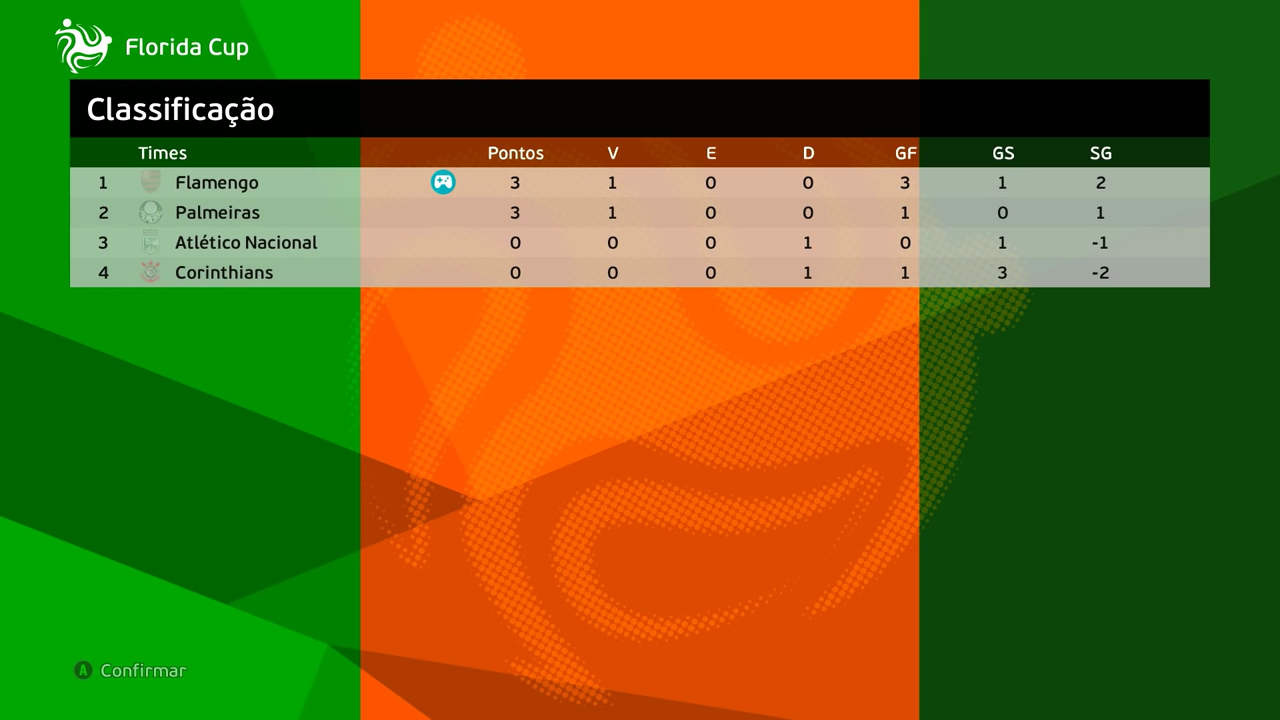 Florida Cup
Classificação
Times Pontos V E D GF GS SG
1 Flamengo 3 1 0 0 3 1 2
2 Palmeiras 3 1 0 0 1 0 1
3 Atlético Nacional 0 0 0 1 0 1 -1
4 Corinthians 0 0 0 1 1 3 -2
A Confirmar